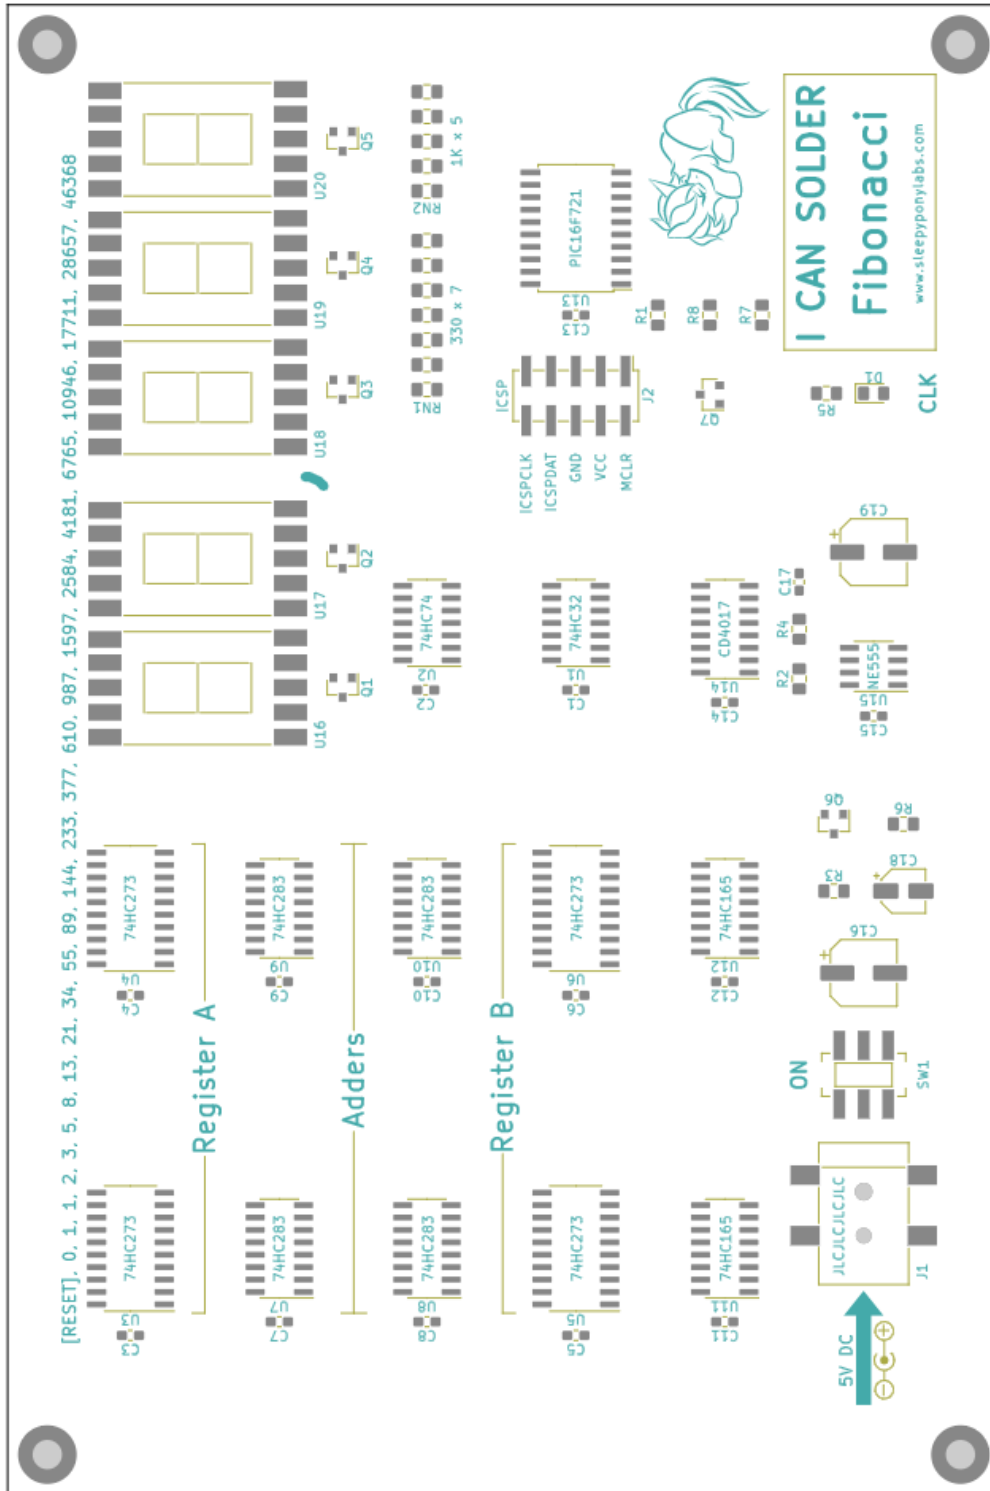 [RESET], 0, 1, 1, 2, 3, 5, 8, 13, 21, 34, 55, 89, 144, 233, 377, 610, 987, 1597, 2584, 4181, 6765, 10946, 17711, 28657, 46368
U20
Q5
U19
Q4
U18
Q3
,
U17
Q2
U16
Q1
1K × 5
RN2
330 × 7
RN1
PIC16F721
U13
C13
R1
R8
R7
I CAN SOLDER
Fibonacci
www.sleepyponylabs.com
ICSP
J2
ICSPCLK
ICSPDAT
GND
VCC
MCLR
Q7
R5
D1
CLK
74HC74
U2
C2
74HC32
U1
C1
CD4017
U14
C14
C17
R4
R2
C19
+
NE555
U15
C15
Q6
R6
R3
C18
+
C16
+
74HC273
U4
C4
74HC283
U9
C9
74HC283
U10
C10
74HC273
U6
C6
74HC165
U12
C12
Register A
Adders
Register B
ON
SW1
74HC273
U3
C3
74HC283
U7
C7
74HC283
U8
C8
74HC273
U5
C5
74HC165
U11
C11
JLCJLCJLCJLC
J1
5V DC
+
−